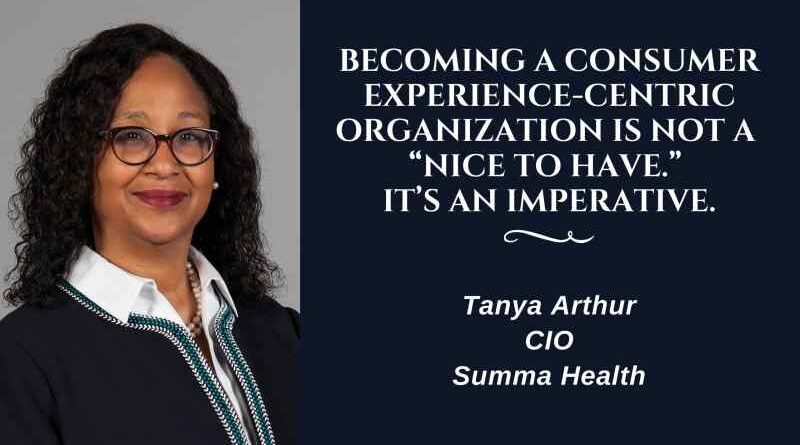 BECOMING A CONSUMER
EXPERIENCE-CENTRIC
ORGANIZATION IS NOT A
“NICE TO HAVE.”
IT’S AN IMPERATIVE.
Tanya Arthur
CIO
Summa Health